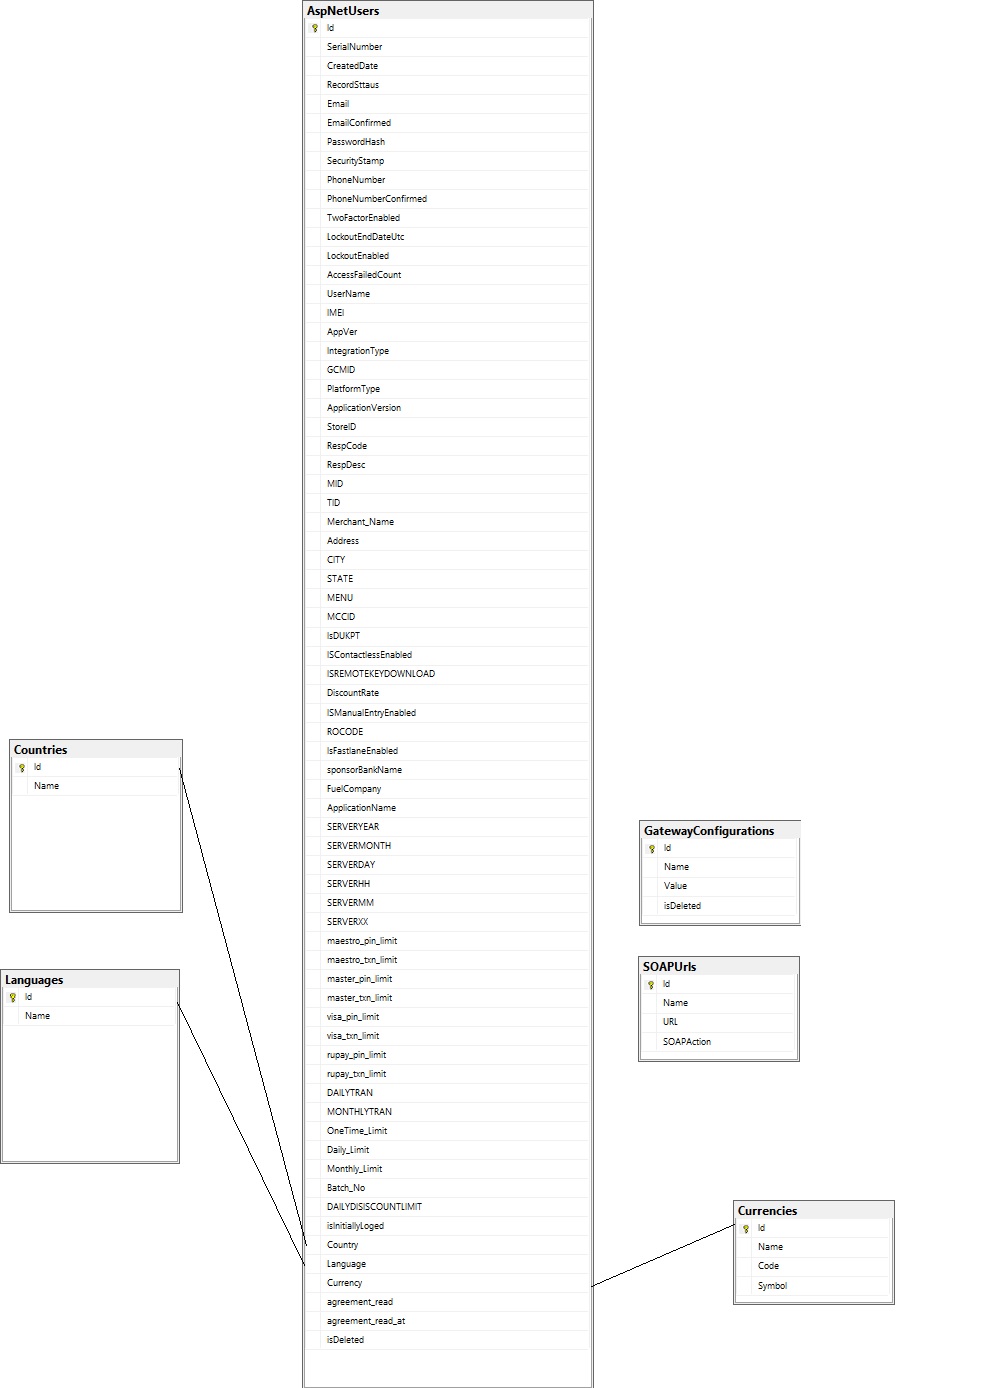 AspNetUsers
Id
SerialNumber
CreatedDate
RecordSttaus
Email
EmailConfirmed
PasswordHash
SecurityStamp
PhoneNumber
PhoneNumberConfirmed
TwoFactorEnabled
LockoutEndDateUtc
LockoutEnabled
AccessFailedCount
UserName
IMEI
AppVer
IntegrationType
GCMID
PlatformType
ApplicationVersion
StoreID
RespCode
RespDesc
MID
TID
Merchant_Name
Address
CITY
STATE
MENU
MCCID
IsDUKPT
ISContactlessEnabled
ISREMOTEKEYDOWNLOAD
DiscountRate
ISManualEntryEnabled
ROCODE
IsFastlaneEnabled
sponsorBankName
FuelCompany
ApplicationName
SERVERYEAR
SERVERMONTH
SERVERDAY
SERVERHH
SERVERMM
SERVERXX
maestro_pin_limit
maestro_txn_limit
master_pin_limit
master_txn_limit
visa_pin_limit
visa_txn_limit
rupay_pin_limit
rupay_txn_limit
DAILYTRAN
MONTHLYTRAN
OneTime_Limit
Daily_Limit
Monthly_Limit
Batch_No
DAILYDISISCOUNTLIMIT
isInitiallyLoged
Country
Language
Currency
agreement_read
agreement_read_at
isDeleted
Countries
Id
Name
Languages
Id
Name
GatewayConfigurations
Id
Name
Value
isDeleted
SOAPUrls
Id
Name
URL
SOAPAction
Currencies
Id
Name
Code
Symbol